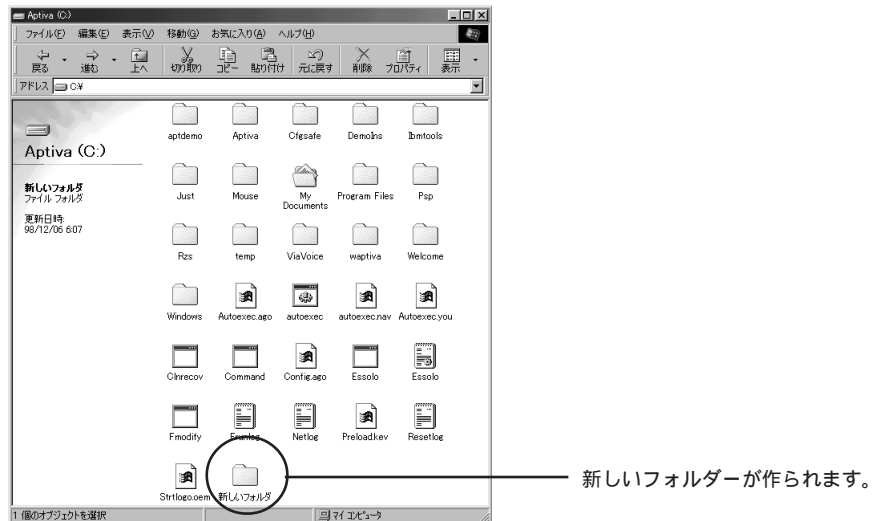 Aptiva (C:)
ファイル(F) 編集(E) 表示(V) 移動(G) お気に入り(A) ヘルプ(H)
戻る 進む 上へ 切り取り コピー 貼り付け 元に戻す 削除 プロパティ 表示
アドレス C:¥
Aptiva (C:)
新しいフォルダ
ファイル フォルダ
更新日時:
98/12/06 6:07
aptdemo Aptiva Cfgsafe DemoIns Ibmtools
Just Mouse My Documents Program Files Psp
Rzs temp ViaVoice waptiva Welcome
Windows Autoexec.ago autoexec autoexec.nav Autoexec.you
Clnrecov Command Config.ago Essolo Essolo
Fmodify Frunlog Netlog Preload.kev Resetlog
Strtlogo.oem 新しいフォルダ
新しいフォルダーが作られます。
1 個のオブジェクトを選択 マイ コンピュータ